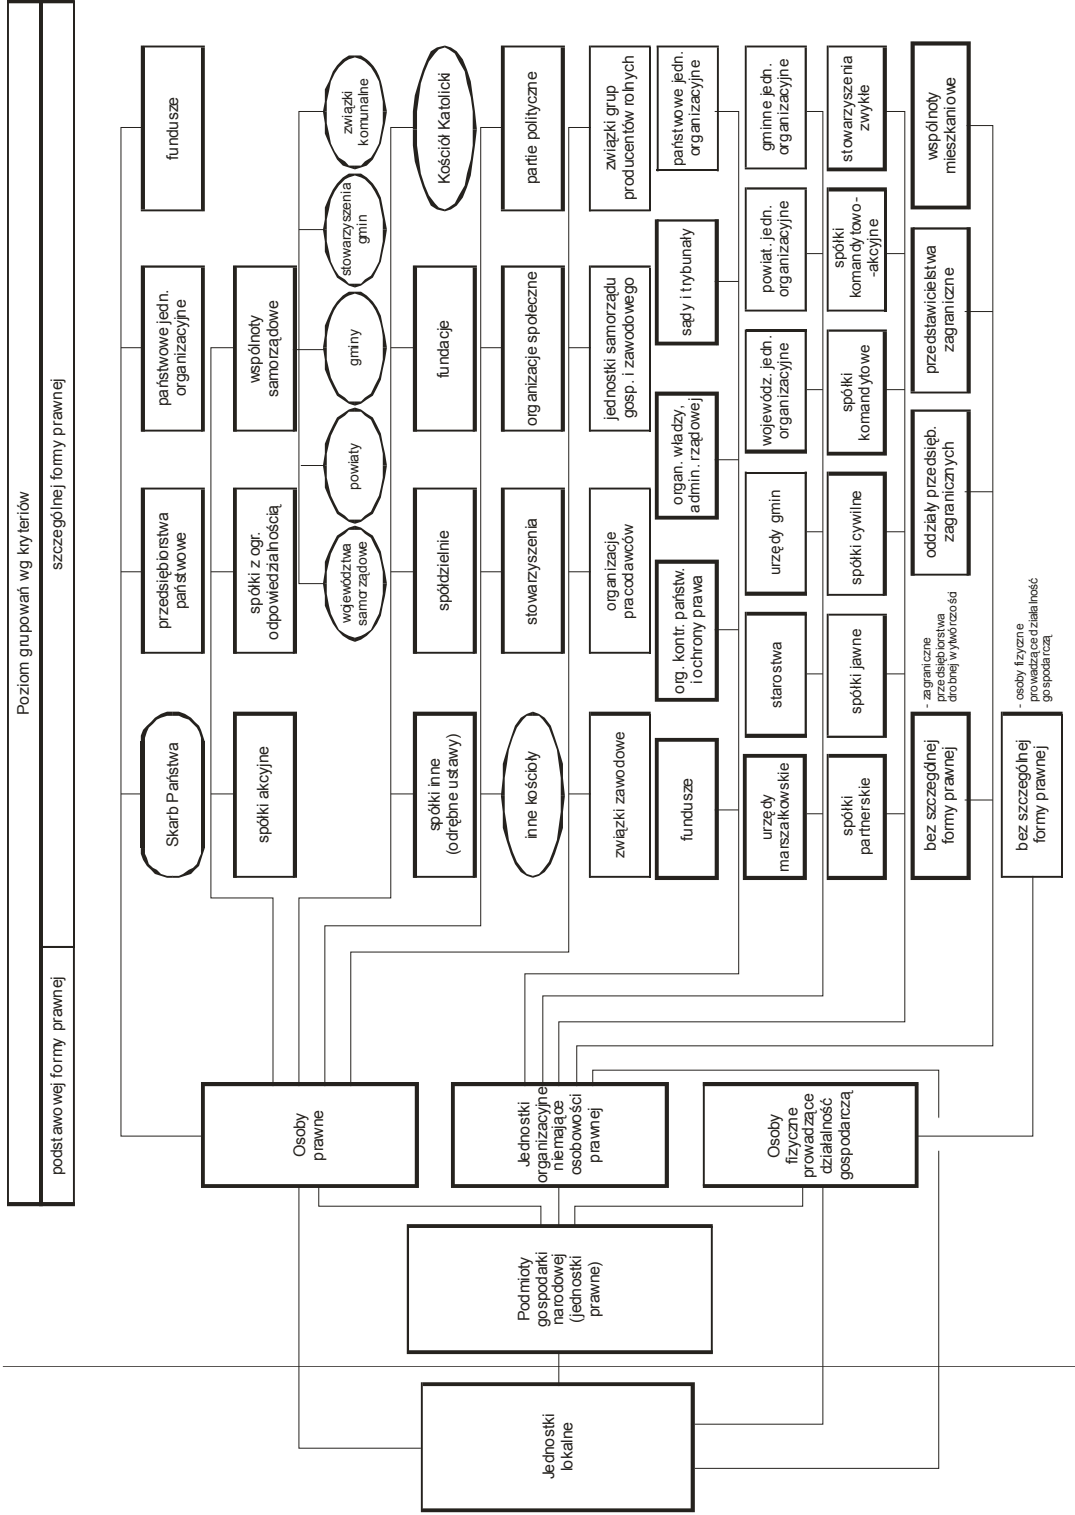 Poziom grupowań wg kryteriów
podstawowej formy prawnej
szczególnej formy prawnej
Jednostki
lokalne
Podmioty
gospodarki
narodowej
(jednostki
prawne)
Osoby
prawne
Jednostki
organizacyjne
niemające
osobowości
prawnej
Osoby
fizyczne
prowadzące
działalność
gospodarczą
Skarb Państwa
przedsiębiorstwa
państwowe
państwowe jedn.
organizacyjne
fundusze
spółki akcyjne
spółki z ogr.
odpowiedzialnością
wspólnoty
samorządowe
województwa
samorządowe
powiaty
gminy
stowarzyszenia
gmin
związki
komunalne
spółki inne
(odrębne ustawy)
spółdzielnie
fundacje
Kościół Katolicki
inne kościoły
stowarzyszenia
organizacje społeczne
partie polityczne
związki zawodowe
organizacje
pracodawców
jednostki samorządu
gosp. i zawodowego
związki grup
producentów rolnych
fundusze
org. kontr. państw.
i ochrony prawa
organ. władzy,
admin. rządowej
sądy i trybunały
państwowe jedn.
organizacyjne
urzędy
marszałkowskie
starostwa
urzędy gmin
wojewódz. jedn.
organizacyjne
powiat. jedn.
organizacyjne
gminne jedn.
organizacyjne
spółki
partnerskie
spółki jawne
spółki cywilne
spółki
komandytowe
spółki
komandytowo-
-akcyjne
stowarzyszenia
zwykłe
bez szczególnej
formy prawnej
- zagraniczne
przedsiębiorstwa
drobnej wytwórczości
oddziały przedsięb.
zagranicznych
przedstawicielstwa
zagraniczne
wspólnoty
mieszkaniowe
bez szczególnej
formy prawnej
- osoby fizyczne
prowadzące działalność
gospodarczą